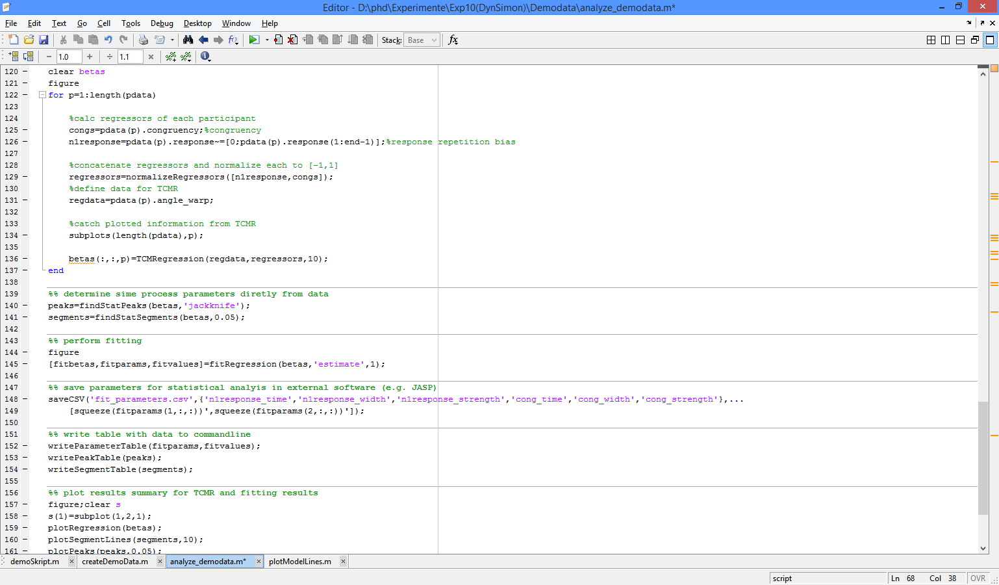 Editor - D:\phd\Experimente\Exp10(DynSimon)\Demodata\analyze_demodata.m*
File Edit Text Go Cell Tools Debug Desktop Window Help
Stack: Base fx
1.0 1.1
120 clear betas
121 figure
122 for p=1:length(pdata)
123
124 %calc regressors of each participant
125 congs=pdata(p).congruency;%congruency
126 n1response=pdata(p).response~=[0;pdata(p).response(1:end-1)];%response repetition bias
127
128 %concatenate regressors and normalize each to [-1,1]
129 regressors=normalizeRegressors([n1response,congs]);
130 %define data for TCMR
131 regdata=pdata(p).angle_warp;
132
133 %catch plotted information from TCMR
134 subplots(length(pdata),p);
135
136 betas(:,:,p)=TCMRegression(regdata,regressors,10);
137 end
138
139 %% determine sime process parameters diretly from data
140 peaks=findStatPeaks(betas,'jackknife');
141 segments=findStatSegments(betas,0.05);
142
143 %% perform fitting
144 figure
145 [fitbetas,fitparams,fitvalues]=fitRegression(betas,'estimate',1);
146
147 %% save parameters for statistical analyis in external software (e.g. JASP)
148 saveCSV('fit_parameters.csv',{'n1response_time','n1response_width','n1response_strength','cong_time','cong_width','cong_strength'},...
149 [squeeze(fitparams(1,:,:))',squeeze(fitparams(2,:,:))']);
150
151 %% write table with data to commandline
152 writeParameterTable(fitparams,fitvalues);
153 writePeakTable(peaks);
154 writeSegmentTable(segments);
155
156 %% plot results summary for TCMR and fitting results
157 figure;clear s
158 s(1)=subplot(1,2,1);
159 plotRegression(betas);
160 plotSegmentLines(segments,10);
161 plotPeaks(peaks,0.05);
demoSkript.m createDemoData.m analyze_demodata.m* plotModelLines.m
script Ln 68 Col 38 OVR